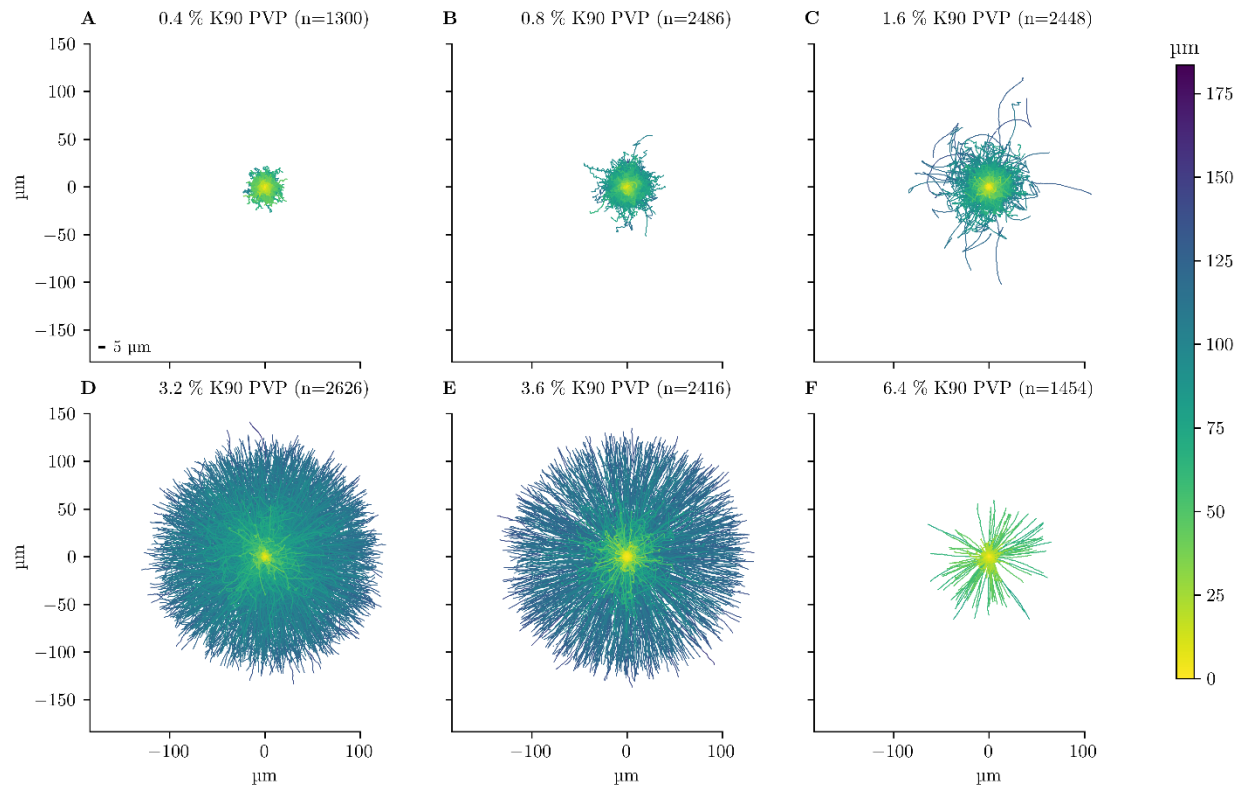 A 0.4 % K90 PVP (n=1300)
B 0.8 % K90 PVP (n=2486)
C 1.6 % K90 PVP (n=2448)
µm
150
100
50
0
−50
−100
−150
µm
5 µm
175
150
125
100
75
50
25
0
D 3.2 % K90 PVP (n=2626)
E 3.6 % K90 PVP (n=2416)
F 6.4 % K90 PVP (n=1454)
150
100
50
0
−50
−100
−150
µm
−100 0 100
−100 0 100
−100 0 100
µm
µm
µm